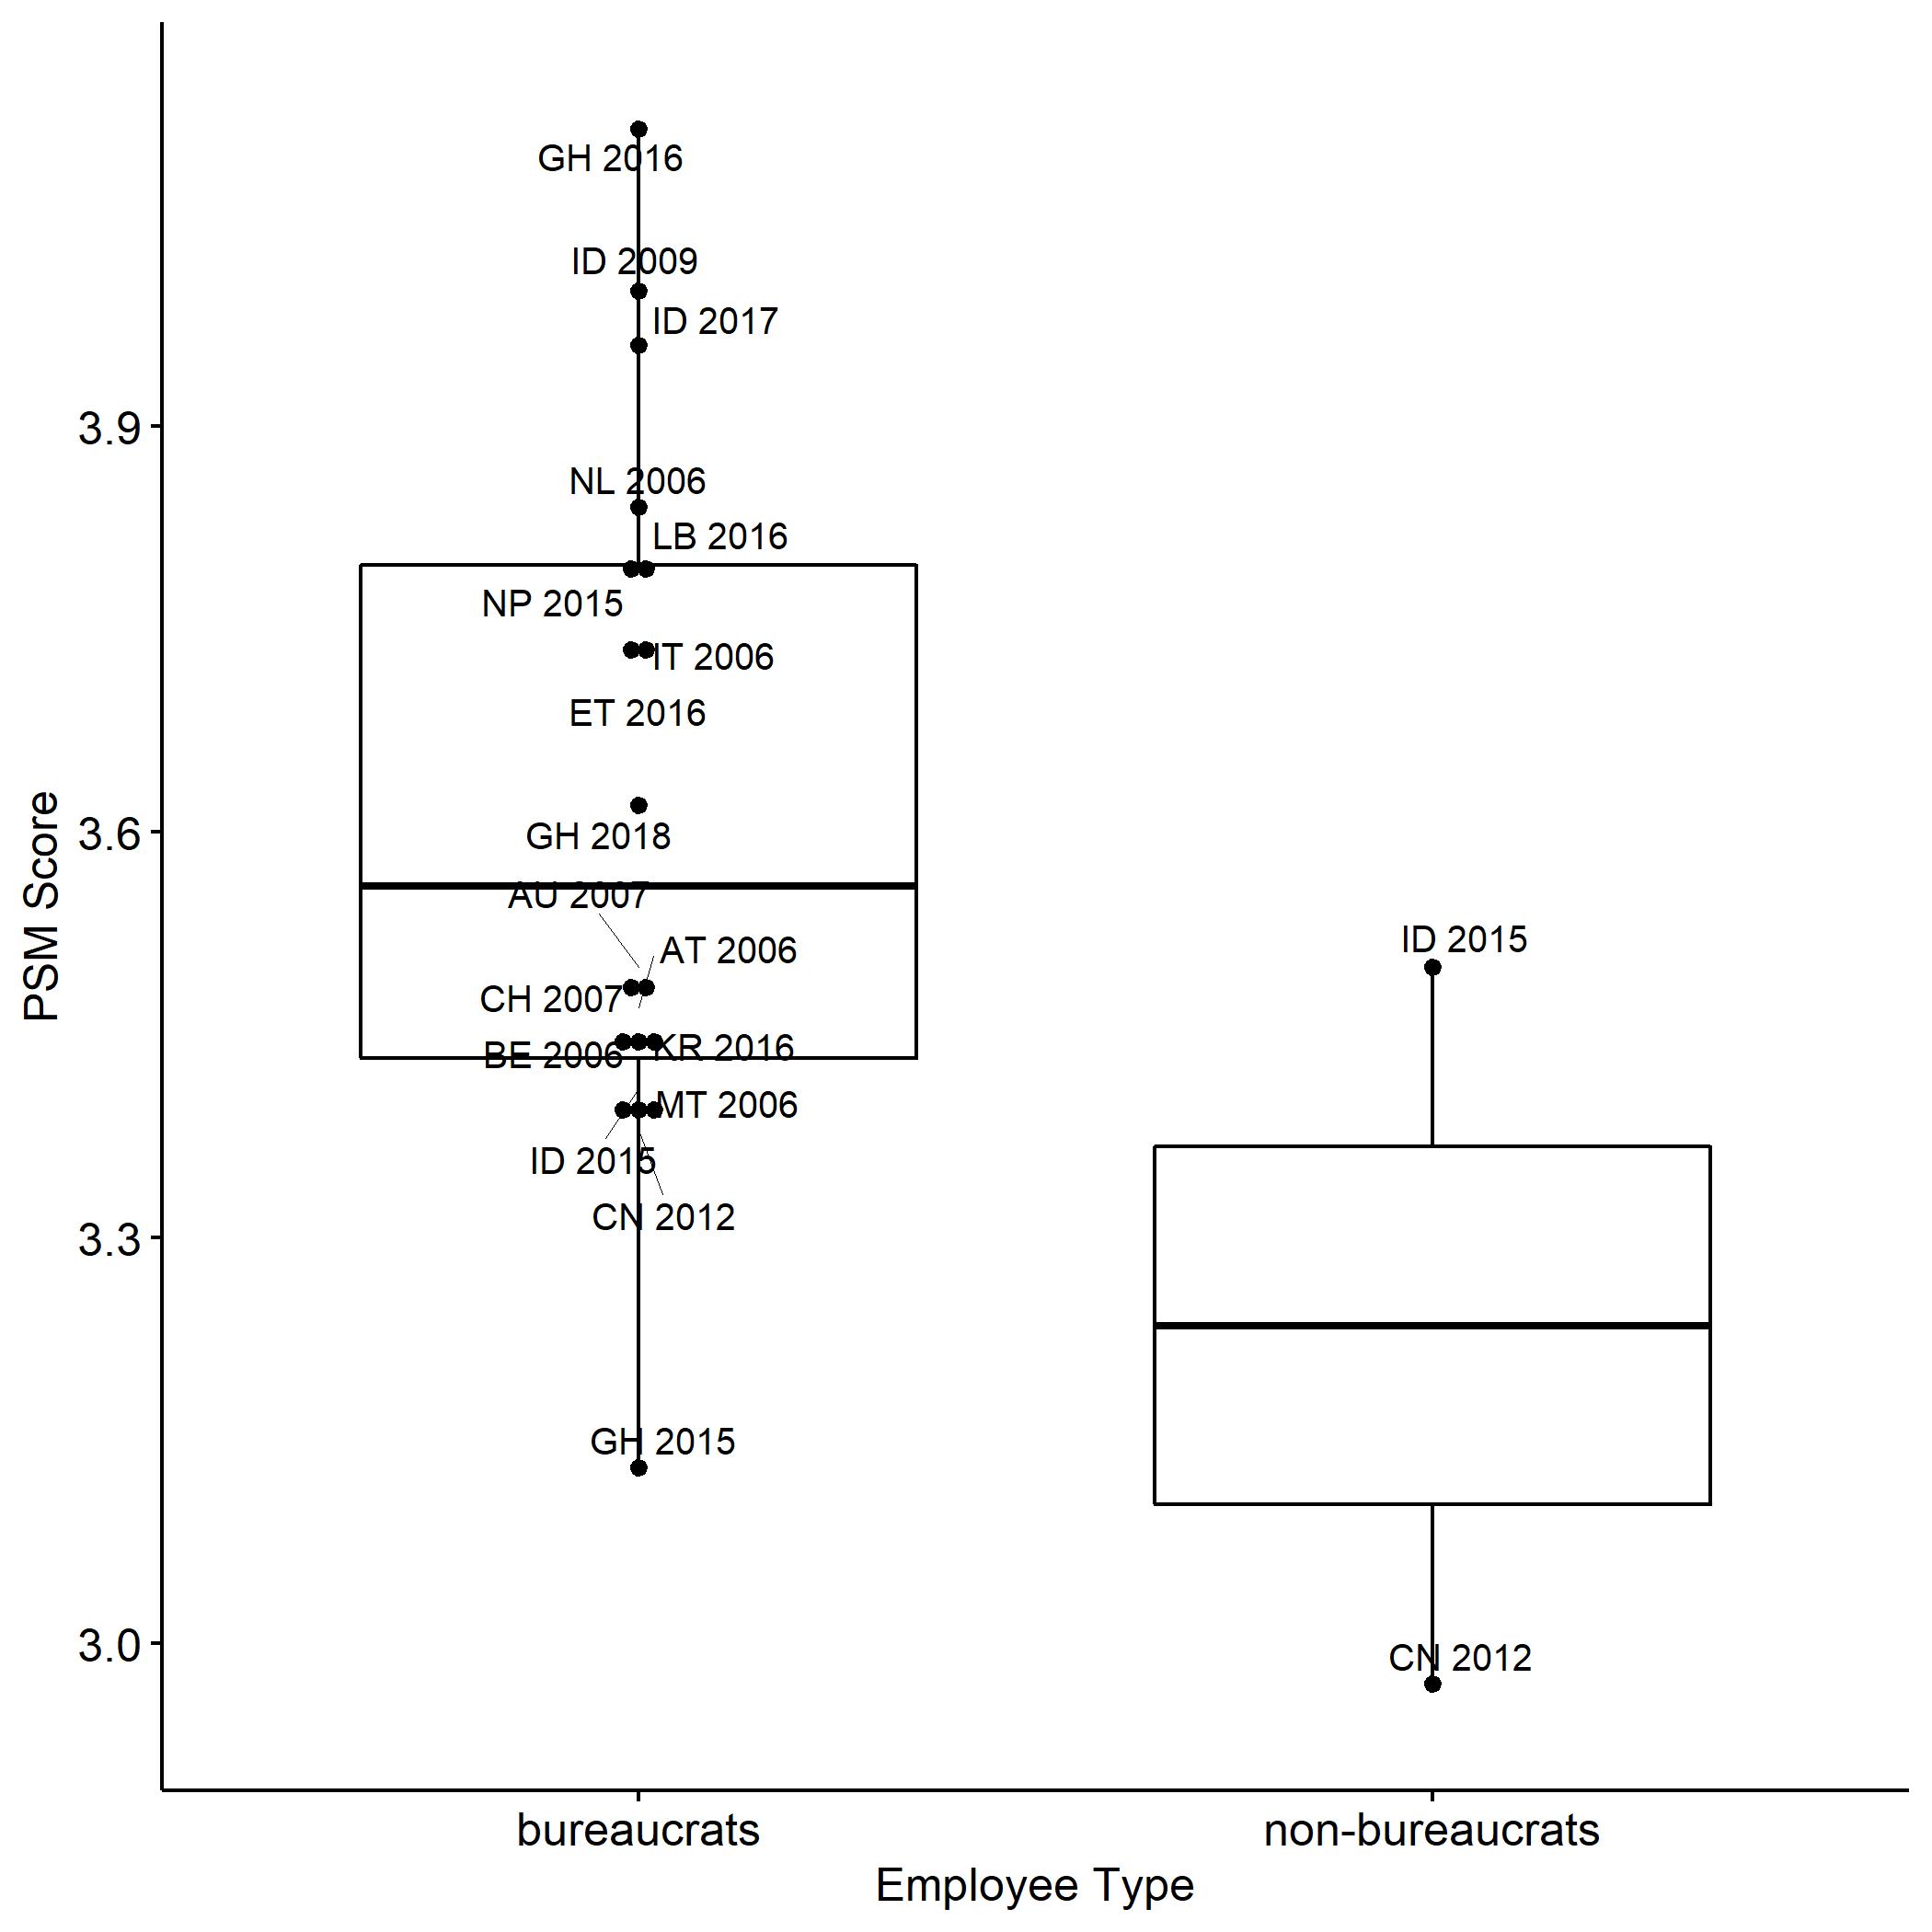 GH 2016
ID 2009
ID 2017
3.9
NL 2006
LB 2016
NP 2015
IT 2006
ET 2016
3.6
GH 2018
AU 2007
AT 2006
ID 2015
CH 2007
KR 2016
BE 2006
MT 2006
ID 2015
CN 2012
3.3
GH 2015
3.0
CN 2012
PSM Score
bureaucrats
non-bureaucrats
Employee Type